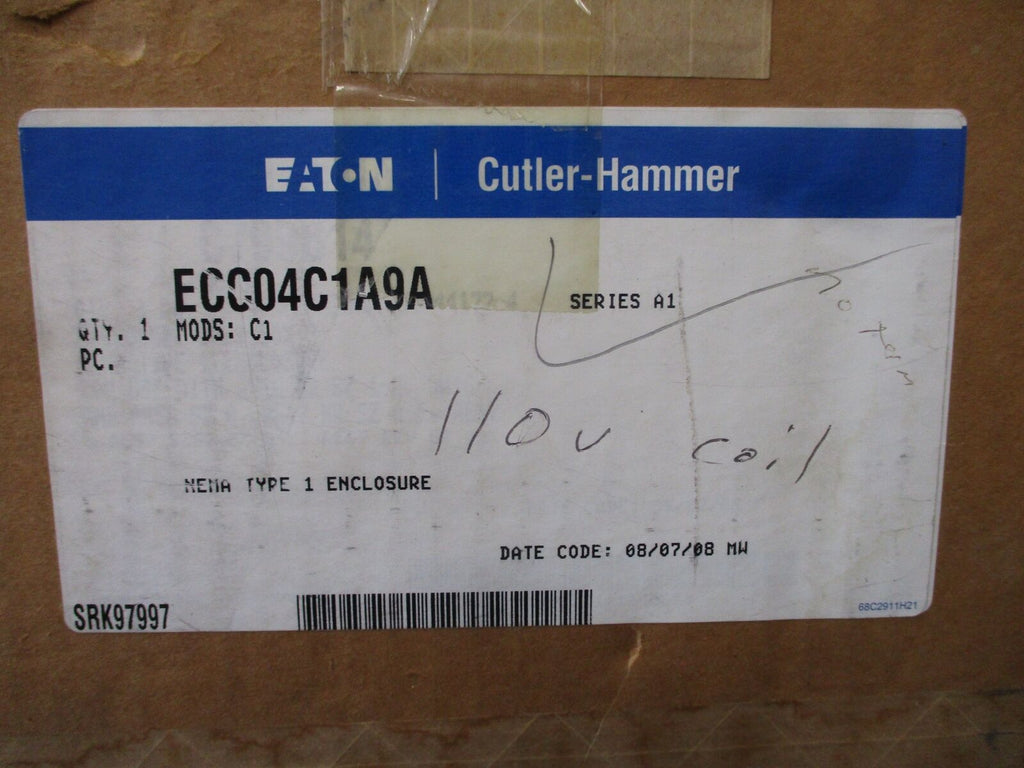 EATON | Cutler-Hammer
ECC04C1A9A
SERIES A1
QTY. 1 MODS: C1
PC.
110v coil
NEMA TYPE 1 ENCLOSURE
DATE CODE: 08/07/08 MW
SRK97997
68C2911H21